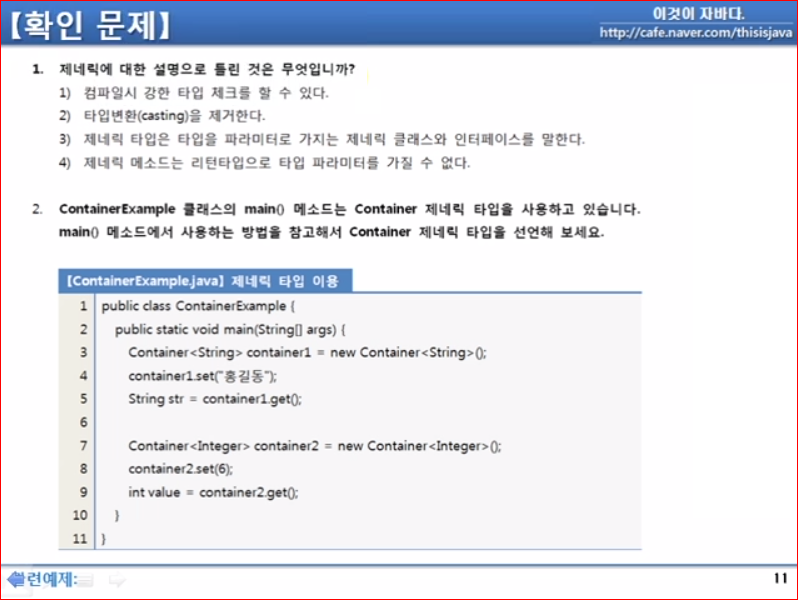 【확인 문제】
이것이 자바다.
http://cafe.naver.com/thisisjava
1. 제네릭에 대한 설명으로 틀린 것은 무엇입니까?
1) 컴파일시 강한 타입 체크를 할 수 있다.
2) 타입변환(casting)을 제거한다.
3) 제네릭 타입은 타입을 파라미터로 가지는 제네릭 클래스와 인터페이스를 말한다.
4) 제네릭 메소드는 리턴타입으로 타입 파라미터를 가질 수 없다.
2. ContainerExample 클래스의 main() 메소드는 Container 제네릭 타입을 사용하고 있습니다.
main() 메소드에서 사용하는 방법을 참고해서 Container 제네릭 타입을 선언해 보세요.
[ContainerExample.java] 제네릭 타입 이용
1 public class ContainerExample {
2 public static void main(String[] args) {
3 Container<String> container1 = new Container<String>();
4 container1.set("홍길동");
5 String str = container1.get();
6
7 Container<Integer> container2 = new Container<Integer>();
8 container2.set(6);
9 int value = container2.get();
10 }
11 }
련예제:
11